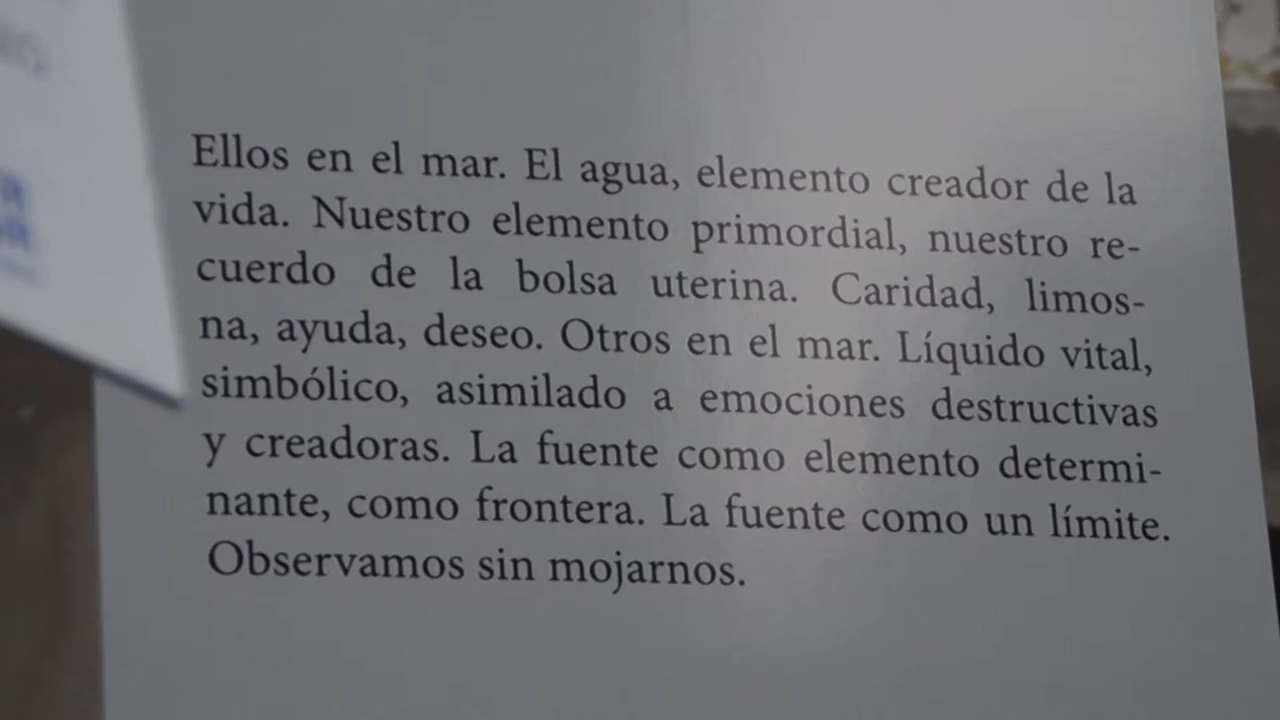 Ellos en el mar. El agua, elemento creador de la
vida. Nuestro elemento primordial, nuestro re-
cuerdo de la bolsa uterina. Caridad, limos-
na, ayuda, deseo. Otros en el mar. Líquido vital,
simbólico, asimilado a emociones destructivas
y creadoras. La fuente como elemento determi-
nante, como frontera. La fuente como un límite.
Observamos sin mojarnos.